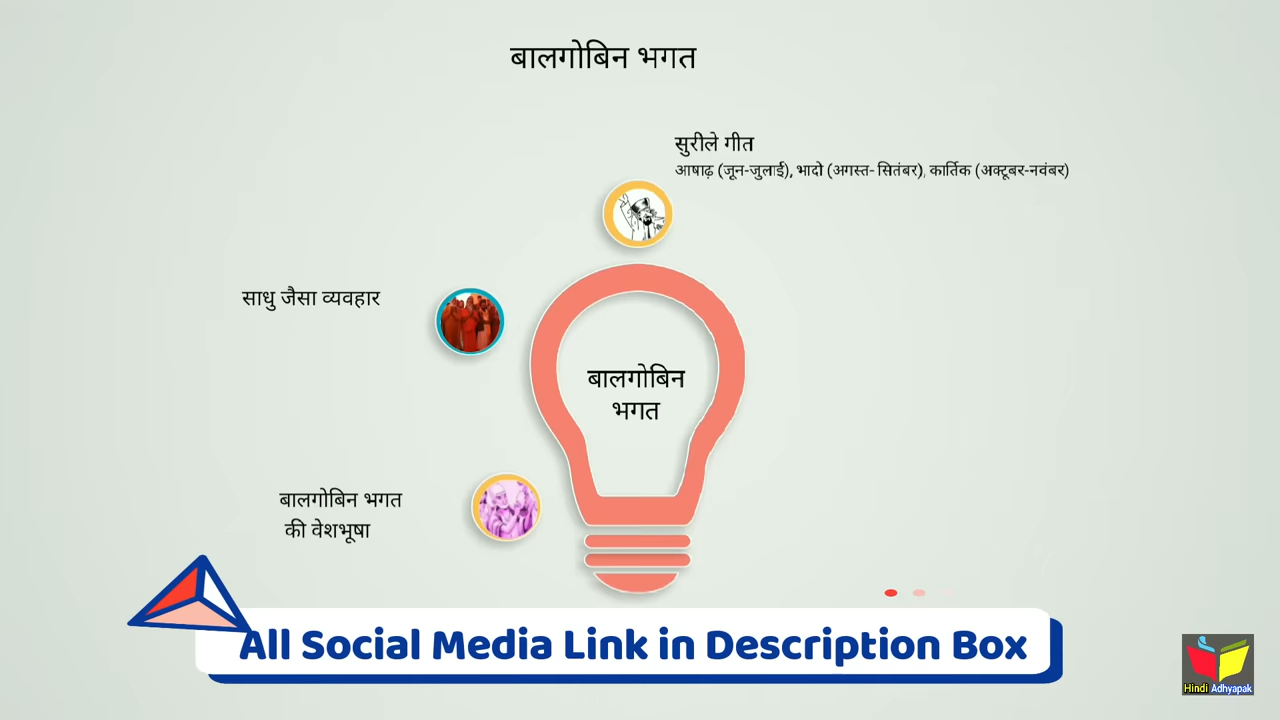 बालगोबिन भगत
सुरीले गीत
आषाढ़ (जून-जुलाई), भादो (अगस्त- सितंबर), कार्तिक (अक्टूबर-नवंबर)
साधु जैसा व्यवहार
बालगोबिन
भगत
बालगोबिन भगत
की वेशभूषा
All Social Media Link in Description Box
Hindi Adhyapak